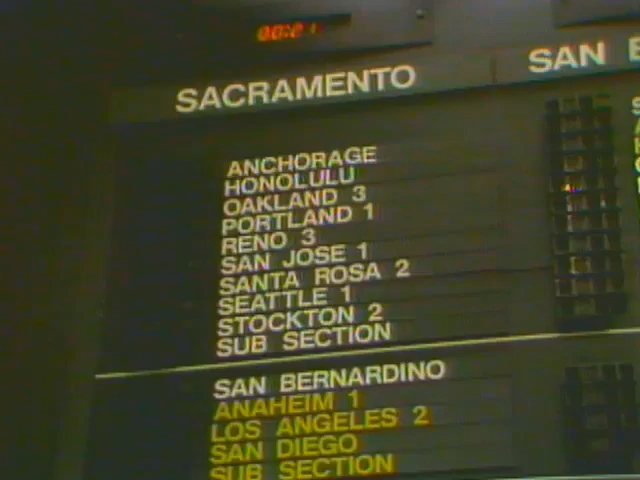 SACRAMENTO
SAN
ANCHORAGE
HONOLULU
OAKLAND 3
PORTLAND 1
RENO 3
SAN JOSE 1
SANTA ROSA 2
SEATTLE 1
STOCKTON 2
SUB SECTION
SAN BERNARDINO
ANAHEIM 1
LOS ANGELES 2
SAN DIEGO
SUB SECTION